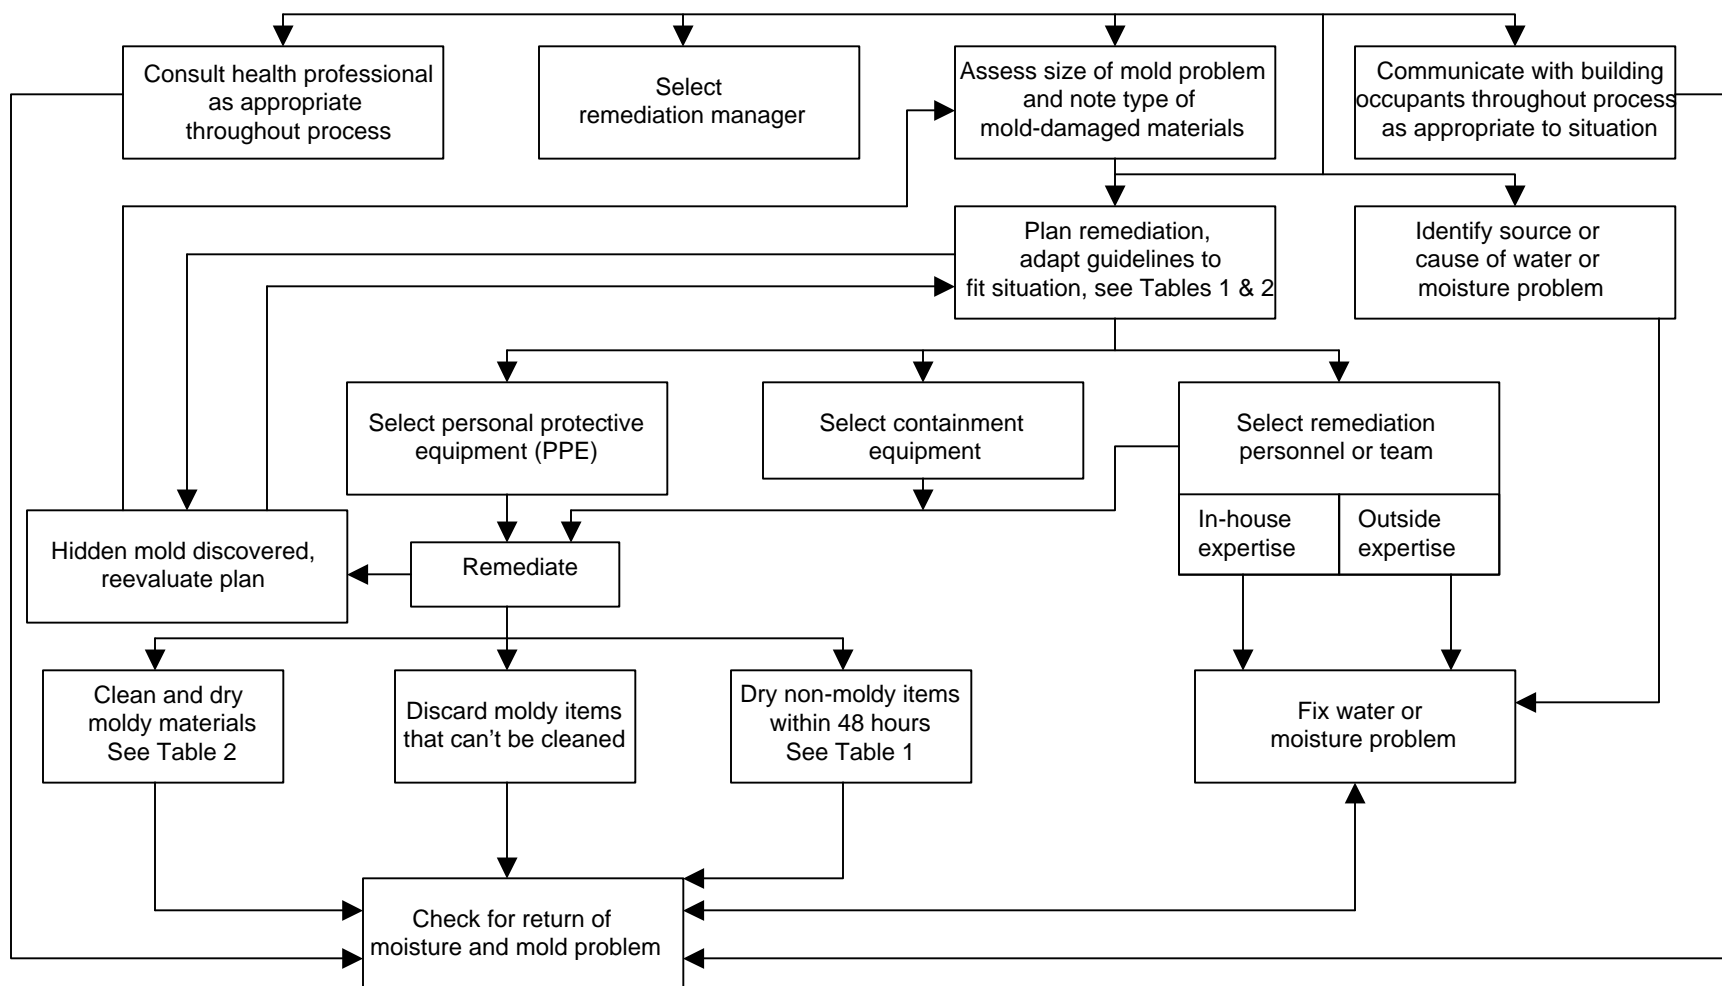 Consult health professional
as appropriate
throughout process
Select
remediation manager
Assess size of mold problem
and note type of
mold-damaged materials
Communicate with building
occupants throughout process
as appropriate to situation
Plan remediation,
adapt guidelines to
fit situation, see Tables 1 & 2
Identify source or
cause of water or
moisture problem
Select personal protective
equipment (PPE)
Select containment
equipment
Select remediation
personnel or team
In-house
expertise
Outside
expertise
Hidden mold discovered,
reevaluate plan
Remediate
Clean and dry
moldy materials
See Table 2
Discard moldy items
that can’t be cleaned
Dry non-moldy items
within 48 hours
See Table 1
Fix water or
moisture problem
Check for return of
moisture and mold problem